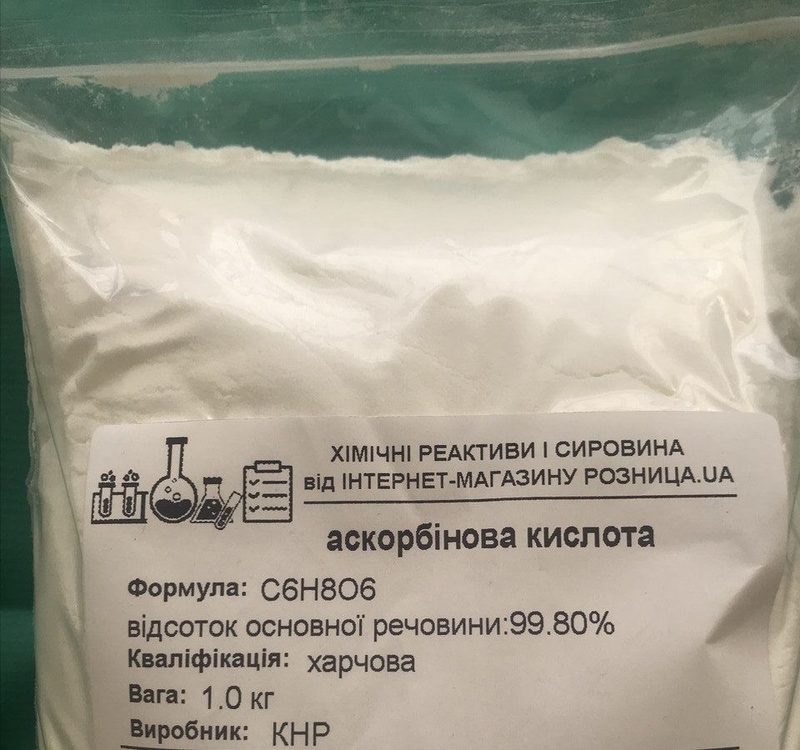 ХІМІЧНІ РЕАКТИВИ І СИРОВИНА
від ІНТЕРНЕТ-МАГАЗИНУ РОЗНИЦА.UA
аскорбінова кислота
Формула: C6H8O6
відсоток основної речовини:99.80%
Кваліфікація: харчова
Вага: 1.0 кг
Виробник: КНР